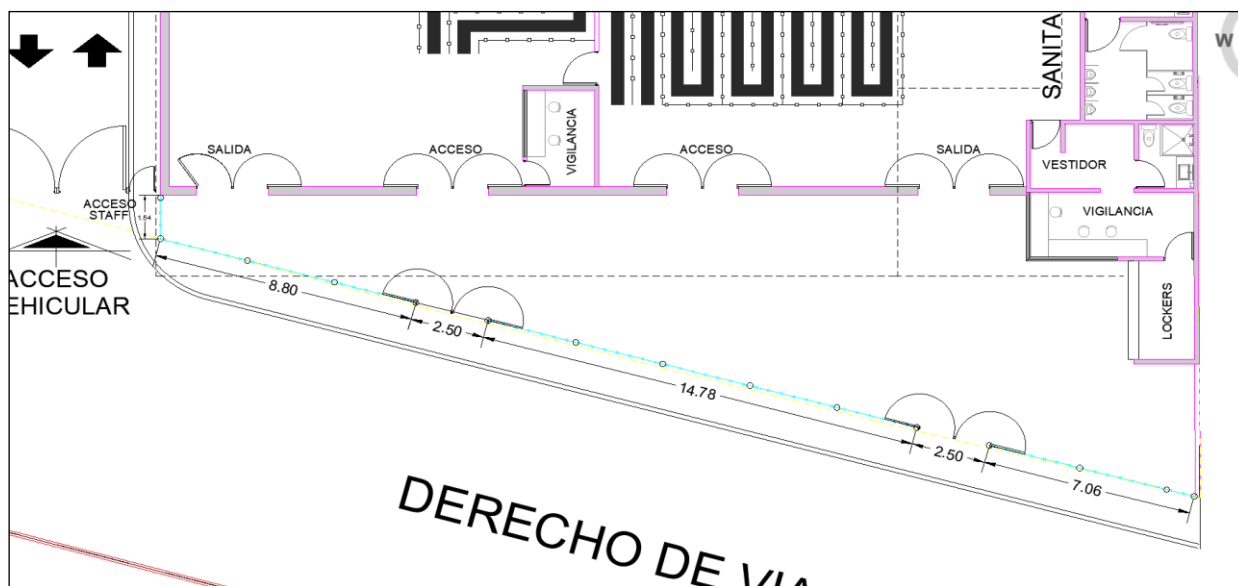 W
SANITA
SALIDA
ACCESO
VIGILANCIA
ACCESO
SALIDA
VESTIDOR
VIGILANCIA
ACCESO
STAFF
1.54
ACCESO
EHICULAR
8.80
2.50
14.78
2.50
7.06
LOCKERS
DERECHO DE VIA